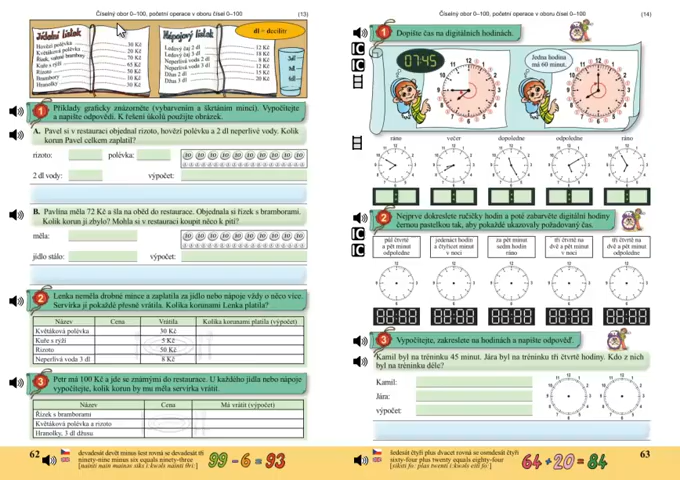 Číselný obor 0–100, početní operace v oboru čísel 0–100
(13)
Jídelní lístek
Hovězí polévka 30 Kč
Květáková polévka 20 Kč
Řízek, vařené brambory 70 Kč
Kuře s rýží 65 Kč
Rizoto 50 Kč
Brambory 10 Kč
Hranolky 30 Kč
Nápojový lístek
Ledový čaj 2 dl 12 Kč
Ledový čaj 3 dl 18 Kč
Neperlivá voda 2 dl 8 Kč
Neperlivá voda 3 dl 12 Kč
Džus 2 dl 15 Kč
Džus 3 dl 20 Kč
dl = decilitr
1 Příklady graficky znázorněte (vybarvením a škrtáním mincí). Vypočítejte
a napište odpovědi. K řešení úkolů použijte obrázek.
A. Pavel si v restauraci objednal rizoto, hovězí polévku a 2 dl neperlivé vody. Kolik
korun Pavel celkem zaplatil?
rizoto: polévka:
2 dl vody: výpočet:
B. Pavlína měla 72 Kč a šla na oběd do restaurace. Objednala si řízek s bramborami.
Kolik korun jí zbylo? Mohla si v restauraci koupit něco k pití?
měla:
jídlo stálo: výpočet:
2 Lenka neměla drobné mince a zaplatila za jídlo nebo nápoje vždy o něco více.
Servírka jí pokaždé přesně vrátila. Kolika korunami Lenka platila?
Název Cena Vrátila Kolika korunami platila (výpočet)
Květáková polévka 30 Kč
Kuře s rýží 5 Kč
Rizoto 50 Kč
Neperlivá voda 3 dl 8 Kč
3 Petr má 100 Kč a jde se známými do restaurace. U každého jídla nebo nápoje
vypočítejte, kolik korun by mu měla servírka vrátit.
Název Cena Má vrátit (výpočet)
Řízek s bramborami
Květáková polévka a rizoto
Hranolky, 3 dl džusu
62
devadesát devět minus šest rovná se devadesát tři
ninety-nine minus six equals ninety-three
99 – 6 = 93
Číselný obor 0–100, početní operace v oboru čísel 0–100
(14)
1 Dopište čas na digitálních hodinách.
07:45
Jedna hodina
má 60 minut.
ráno večer dopoledne odpoledne ráno
2 Nejprve dokreslete ručičky hodin a poté zabarvěte digitální hodiny
černou pastelkou tak, aby pokaždé ukazovaly požadovaný čas.
půl čtvrté
a pět minut
odpoledne
jedenáct hodin
a čtyřicet minut
v noci
za pět minut
sedm hodin
ráno
tři čtvrtě na
dvě a pět minut
v noci
tři čtvrtě na
dvě a pět minut
odpoledne
88:88 88:88 88:88 88:88 88:88
3 Vypočítejte, zakreslete na hodinách a napište odpověď.
Kamil byl na tréninku 45 minut. Jára byl na tréninku tři čtvrtě hodiny. Kdo z nich
byl na tréninku déle?
Kamil:
Jára:
výpočet:
šedesát čtyři plus dvacet rovná se osmdesát čtyři
sixty-four plus twenty equals eighty-four
64 + 20 = 84
63